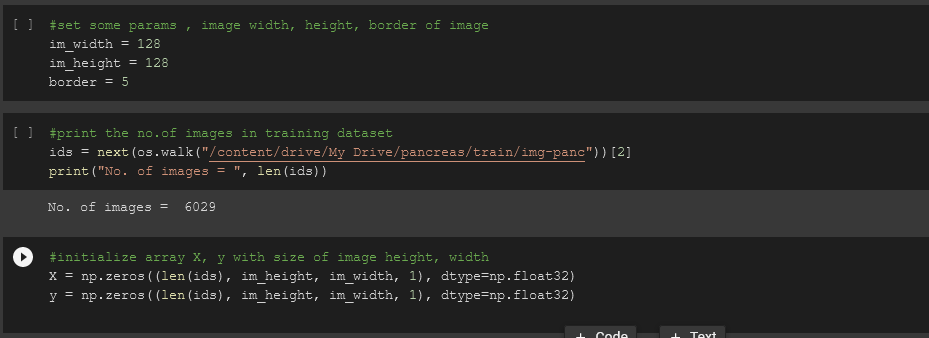 [ ] #set some params , image width, height, border of image
im_width = 128
im_height = 128
border = 5
[ ] #print the no.of images in training dataset
ids = next(os.walk("/content/drive/My Drive/pancreas/train/img-panc"))[2]
print("No. of images = ", len(ids))
No. of images =  6029
#initialize array X, y with size of image height, width
X = np.zeros((len(ids), im_height, im_width, 1), dtype=np.float32)
y = np.zeros((len(ids), im_height, im_width, 1), dtype=np.float32)
+ Code + Text